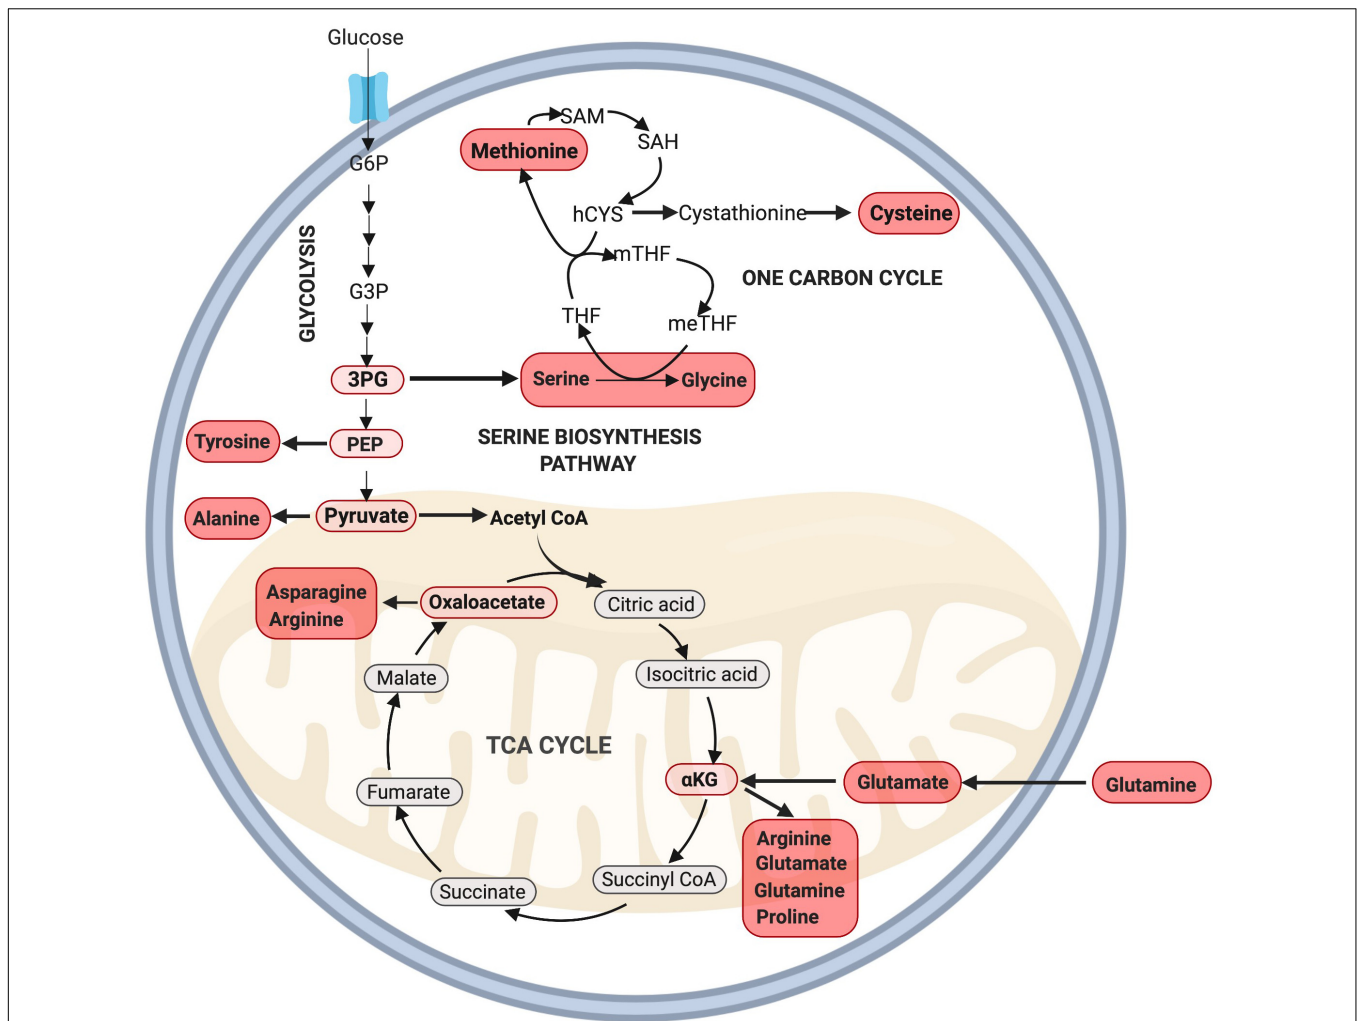 Glucose
G6P
GLYCOLYSIS
G3P
3PG
PEP
Tyrosine
Pyruvate
Alanine
Acetyl CoA
Methionine
SAM
SAH
hCYS
Cystathionine
Cysteine
mTHF
ONE CARBON CYCLE
THF
meTHF
Serine
Glycine
SERINE BIOSYNTHESIS
PATHWAY
Oxaloacetate
Asparagine
Arginine
Citric acid
Malate
Isocitric acid
TCA CYCLE
αKG
Glutamate
Glutamine
Fumarate
Arginine
Glutamate
Glutamine
Proline
Succinyl CoA
Succinate